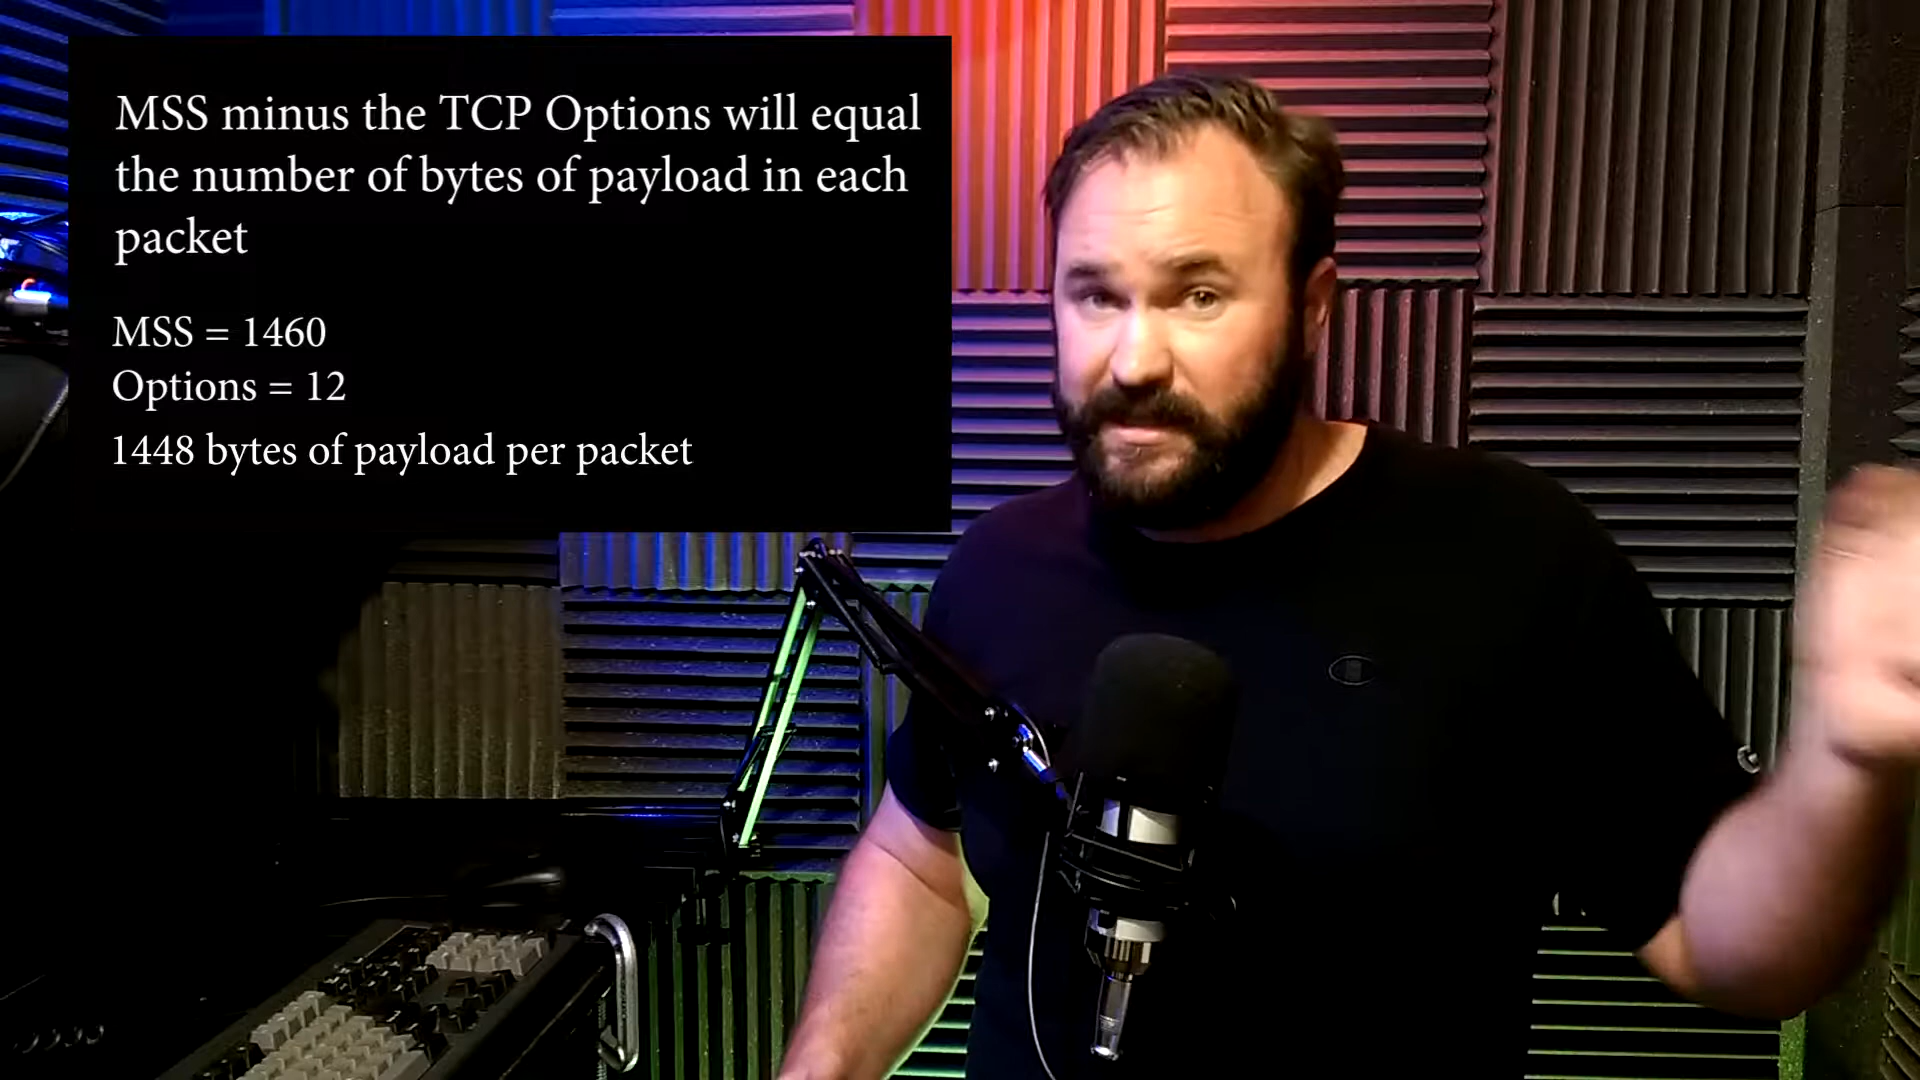 MSS minus the TCP Options will equal
the number of bytes of payload in each
packet
MSS = 1460
Options = 12
1448 bytes of payload per packet